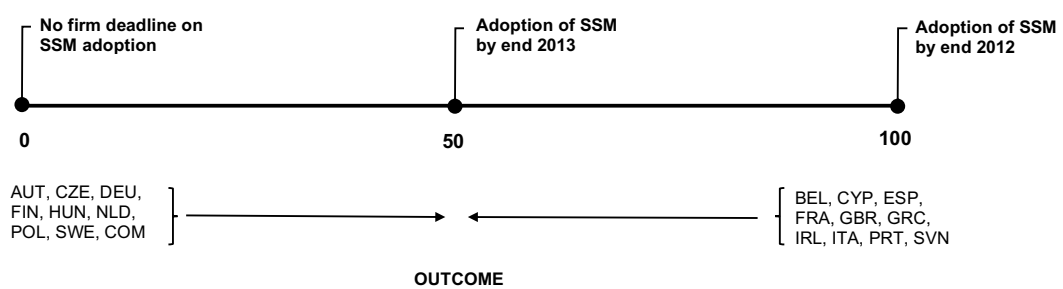 No firm deadline on
SSM adoption
Adoption of SSM
by end 2013
Adoption of SSM
by end 2012
0
50
100
AUT, CZE, DEU,
FIN, HUN, NLD,
POL, SWE, COM
BEL, CYP, ESP,
FRA, GBR, GRC,
IRL, ITA, PRT, SVN
OUTCOME